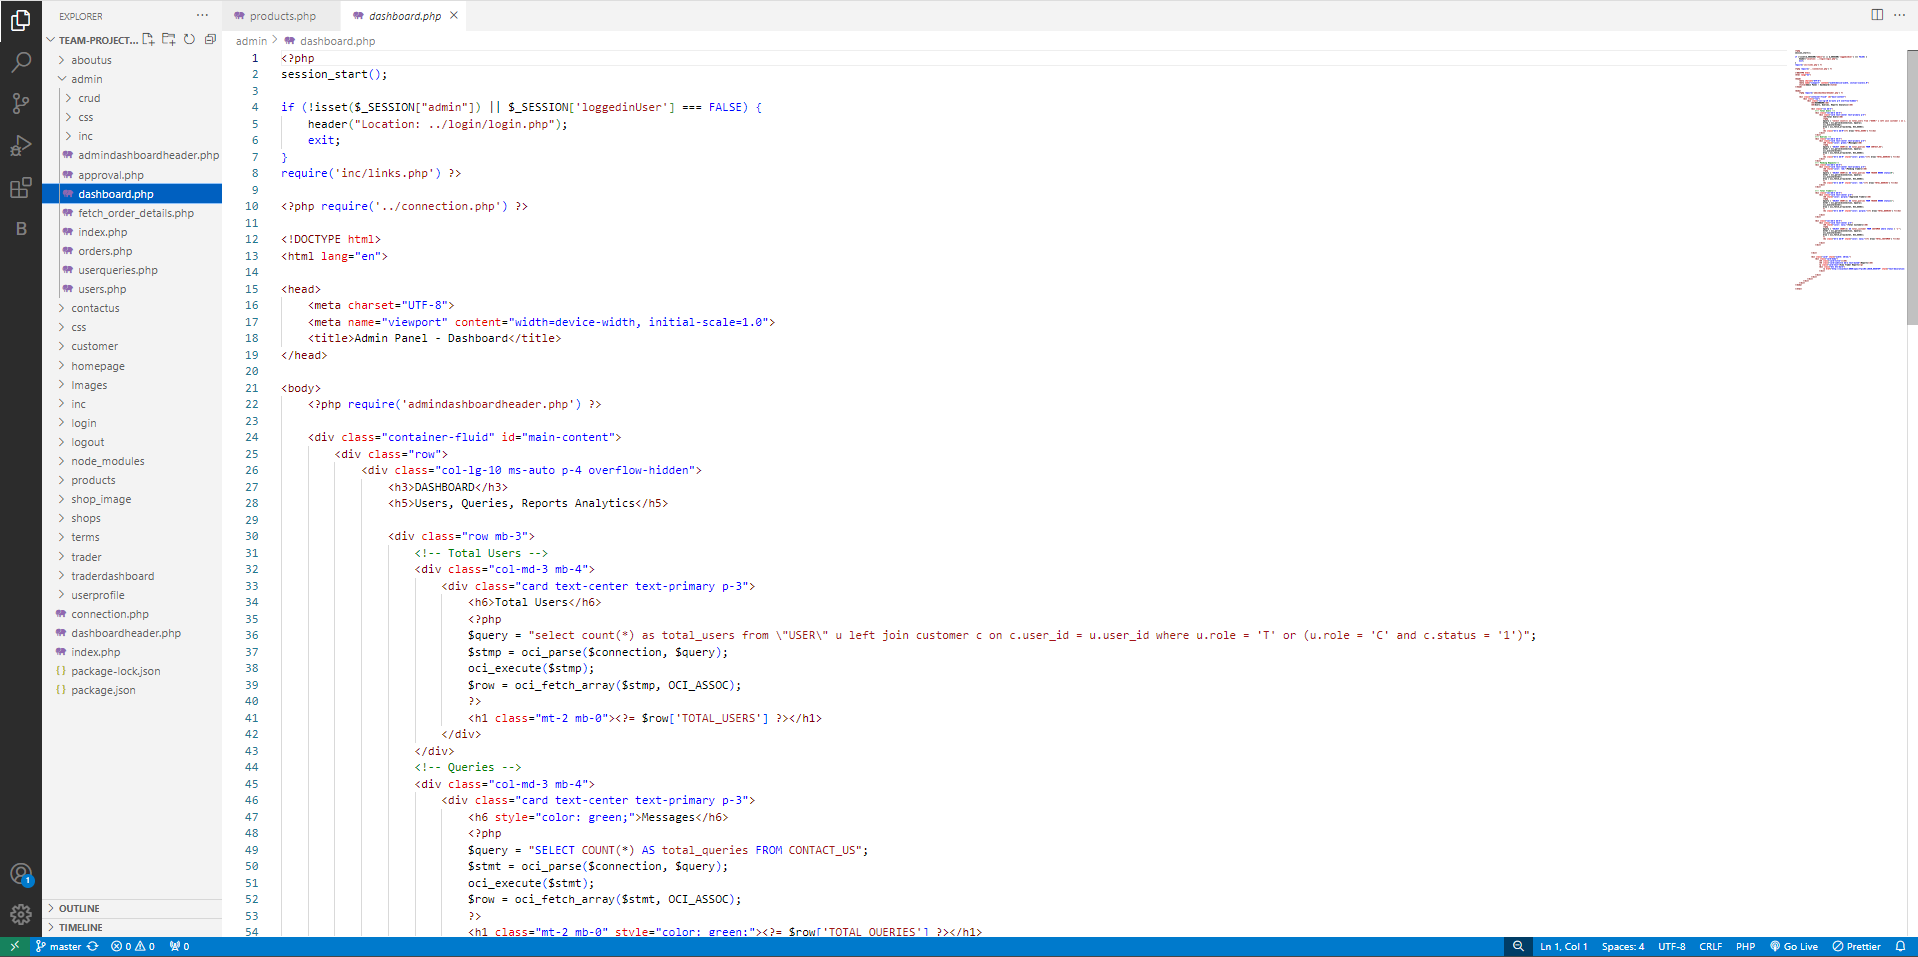 EXPLORER
TEAM-PROJECT...
aboutus
admin
crud
css
inc
admindashboardheader.php
approval.php
dashboard.php
fetch_order_details.php
index.php
orders.php
userqueries.php
users.php
contactus
css
customer
homepage
Images
inc
login
logout
node_modules
products
shop_image
shops
terms
trader
traderdashboard
userprofile
connection.php
dashboardheader.php
index.php
package-lock.json
package.json
OUTLINE
TIMELINE
products.php
dashboard.php
admin > dashboard.php
1 <?php
2 session_start();
3
4 if (!isset($_SESSION["admin"]) || $_SESSION['loggedinUser'] === FALSE) {
5 header("Location: ../login/login.php");
6 exit;
7 }
8 require('inc/links.php') ?>
9
10 <?php require('../connection.php') ?>
11
12 <!DOCTYPE html>
13 <html lang="en">
14
15 <head>
16 <meta charset="UTF-8">
17 <meta name="viewport" content="width=device-width, initial-scale=1.0">
18 <title>Admin Panel - Dashboard</title>
19 </head>
20
21 <body>
22 <?php require('admindashboardheader.php') ?>
23
24 <div class="container-fluid" id="main-content">
25 <div class="row">
26 <div class="col-lg-10 ms-auto p-4 overflow-hidden">
27 <h3>DASHBOARD</h3>
28 <h5>Users, Queries, Reports Analytics</h5>
29
30 <div class="row mb-3">
31 <!-- Total Users -->
32 <div class="col-md-3 mb-4">
33 <div class="card text-center text-primary p-3">
34 <h6>Total Users</h6>
35 <?php
36 $query = "select count(*) as total_users from \"USER\" u left join customer c on c.user_id = u.user_id where u.role = 'T' or (u.role = 'C' and c.status = '1')";
37 $stmp = oci_parse($connection, $query);
38 oci_execute($stmp);
39 $row = oci_fetch_array($stmp, OCI_ASSOC);
40 ?>
41 <h1 class="mt-2 mb-0"><?= $row['TOTAL_USERS'] ?></h1>
42 </div>
43 </div>
44 <!-- Queries -->
45 <div class="col-md-3 mb-4">
46 <div class="card text-center text-primary p-3">
47 <h6 style="color: green;">Messages</h6>
48 <?php
49 $query = "SELECT COUNT(*) AS total_queries FROM CONTACT_US";
50 $stmt = oci_parse($connection, $query);
51 oci_execute($stmt);
52 $row = oci_fetch_array($stmt, OCI_ASSOC);
53 ?>
54 <h1 class="mt-2 mb-0" style="color: green;"><?= $row['TOTAL_QUERIES'] ?></h1>
1
B
master 0 0 0
Ln 1, Col 1 Spaces: 4 UTF-8 CRLF PHP Go Live Prettier